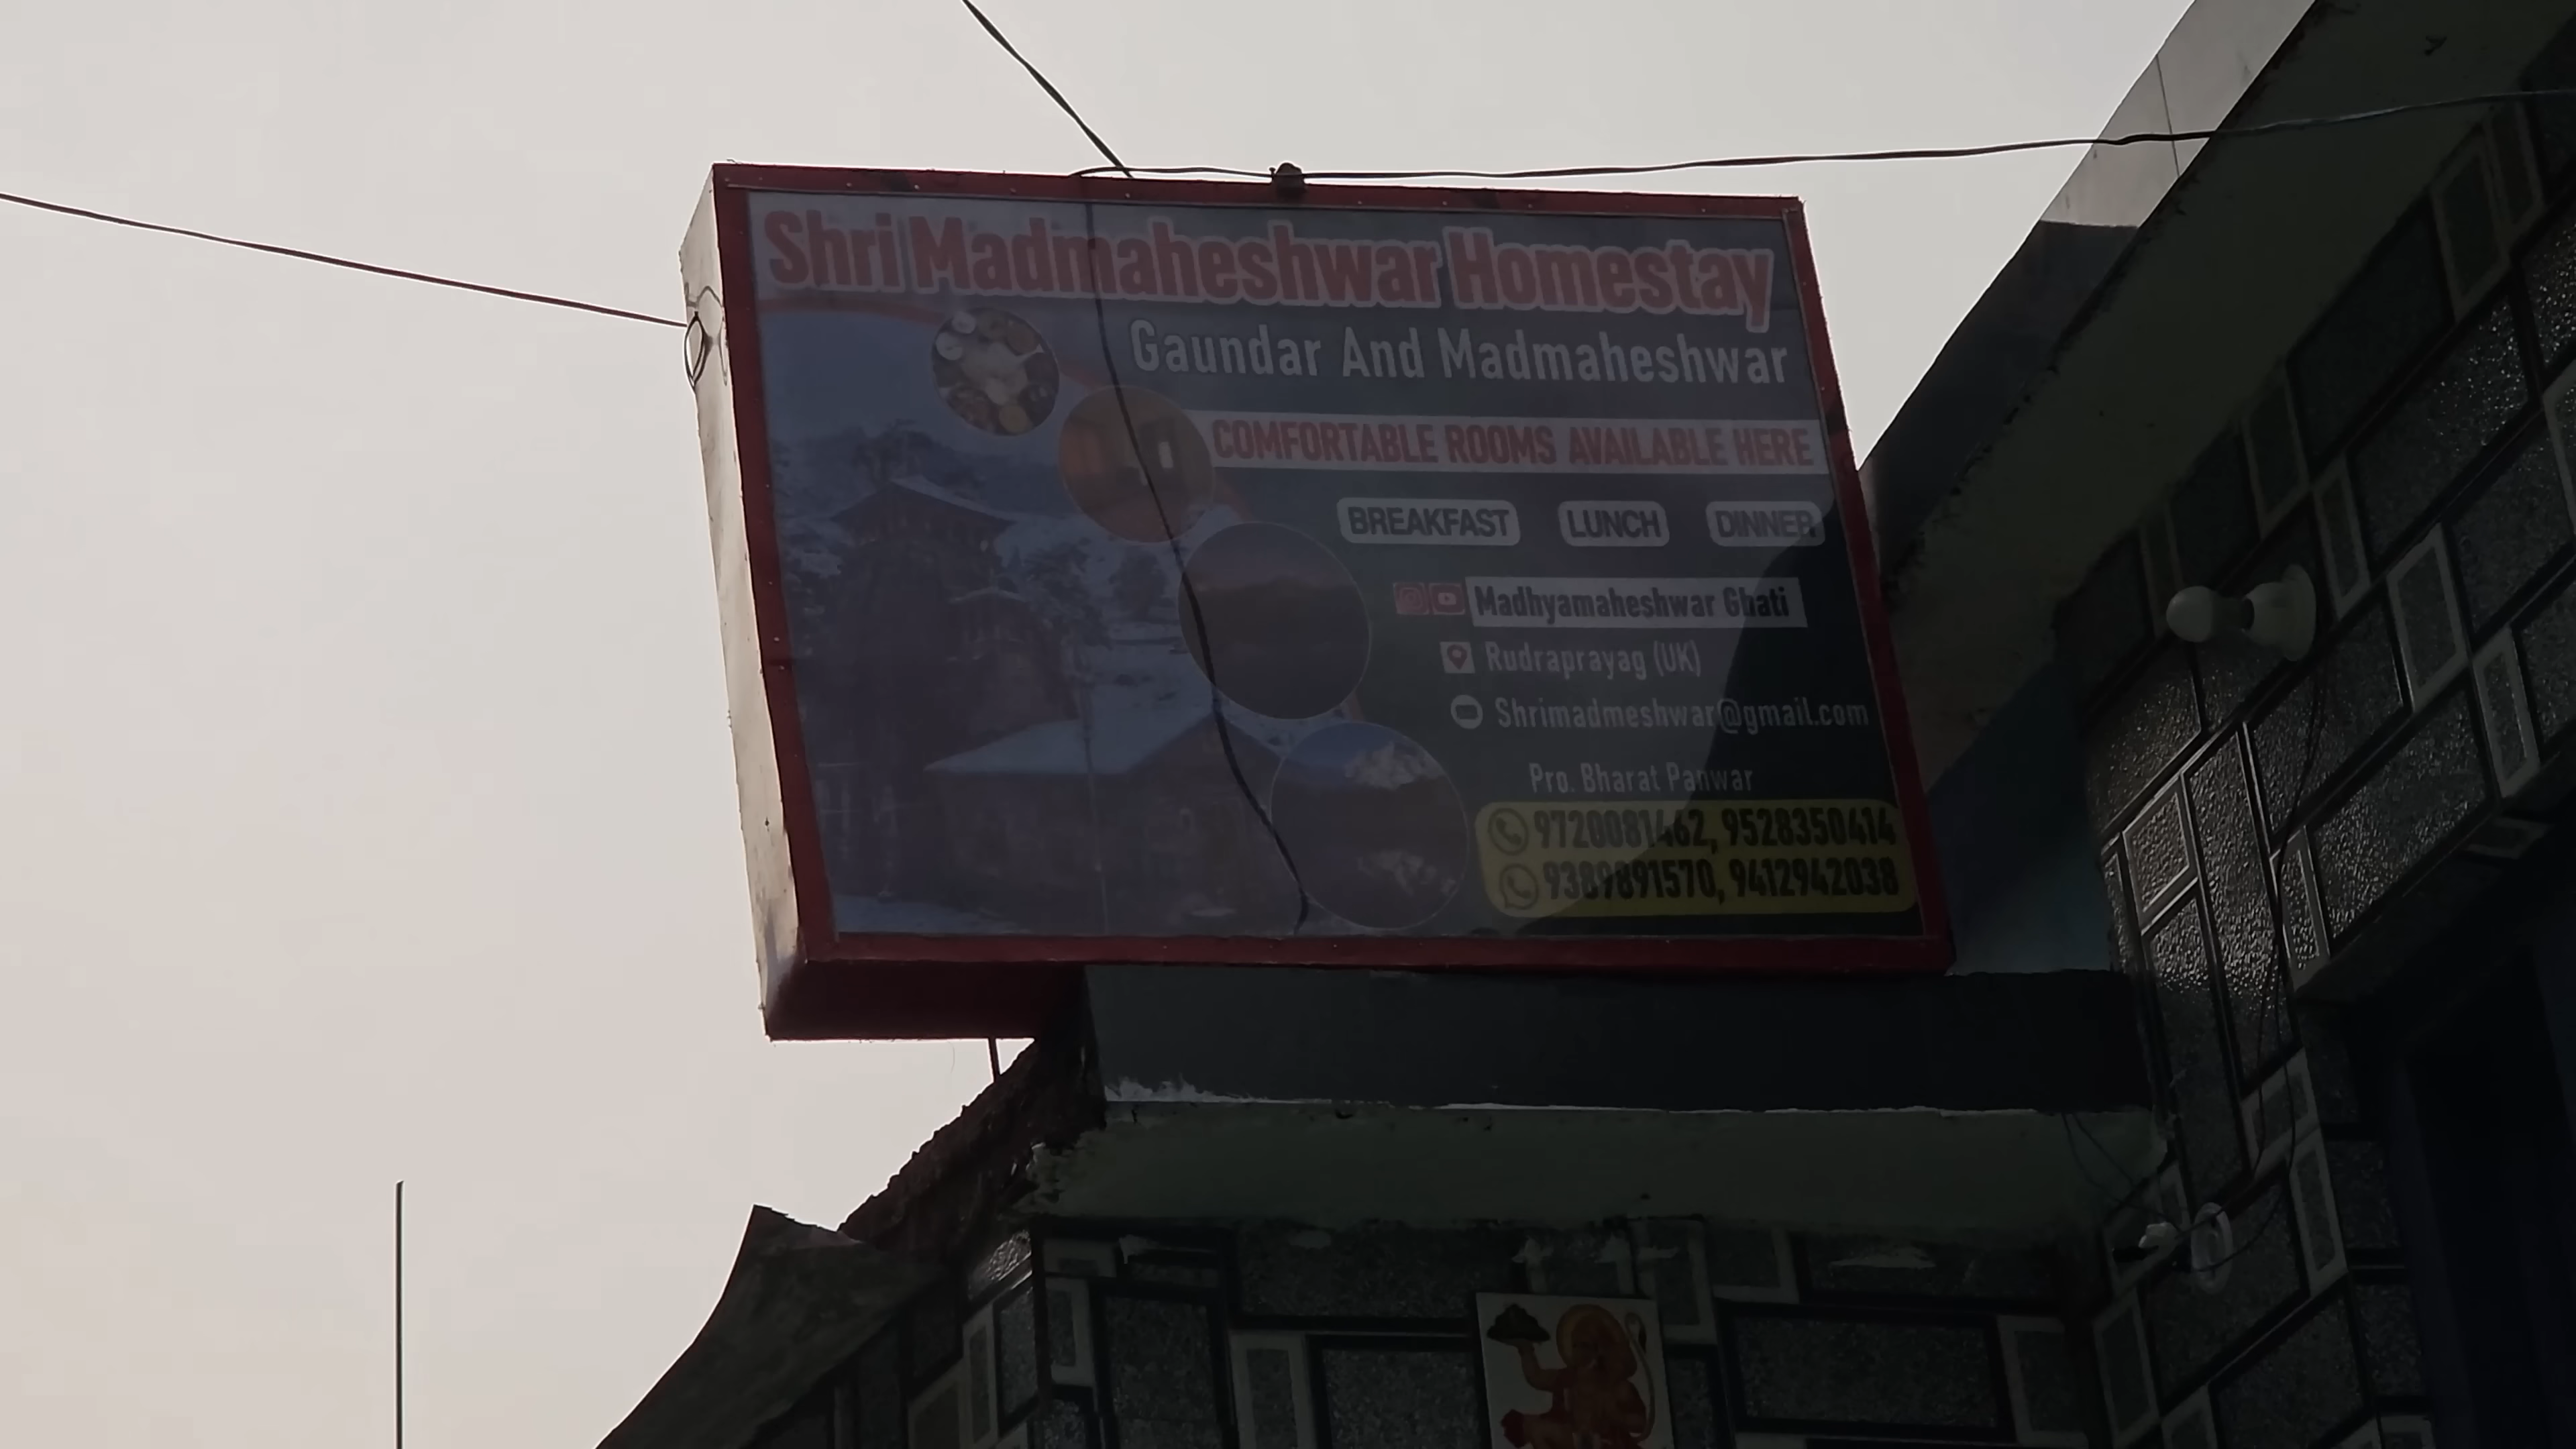 Shri Madmaheshwar Homestay
Gaundar And Madmaheshwar
COMFORTABLE ROOMS AVAILABLE HERE
BREAKFAST LUNCH DINNER
Madhyamaheshwar Ghati
Rudraprayag (UK)
Shrimadmeshwar@gmail.com
Pro. Bharat Panwar
9720081462, 9528350414
9389891570, 9412942038